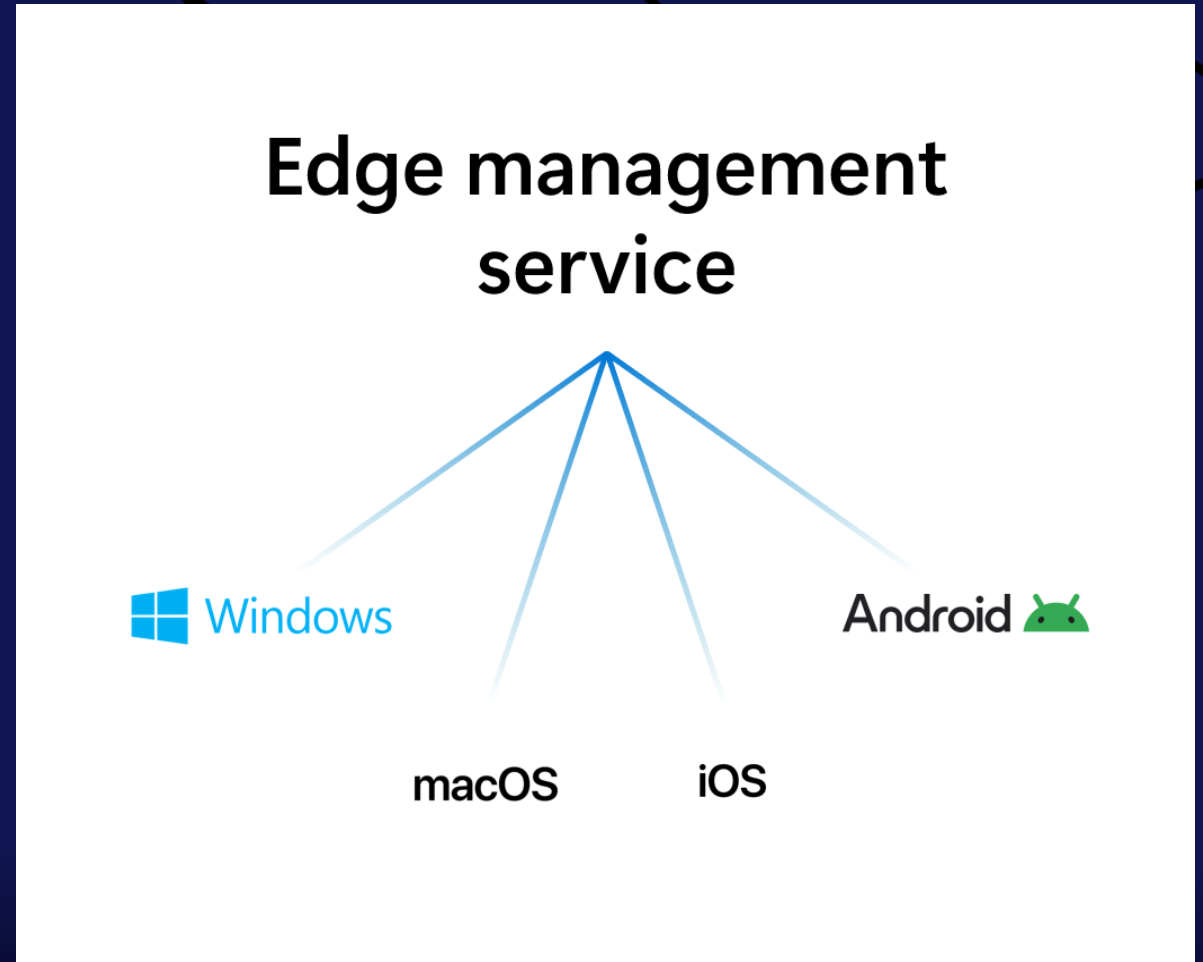 Edge management
service
Windows
Android
macOS
iOS